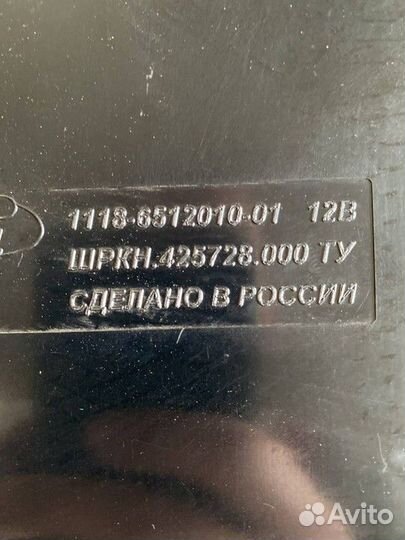 1118-6512010-01 12В
ШРКН.425728.000 ТУ
СДЕЛАНО В РОССИИ
Avito